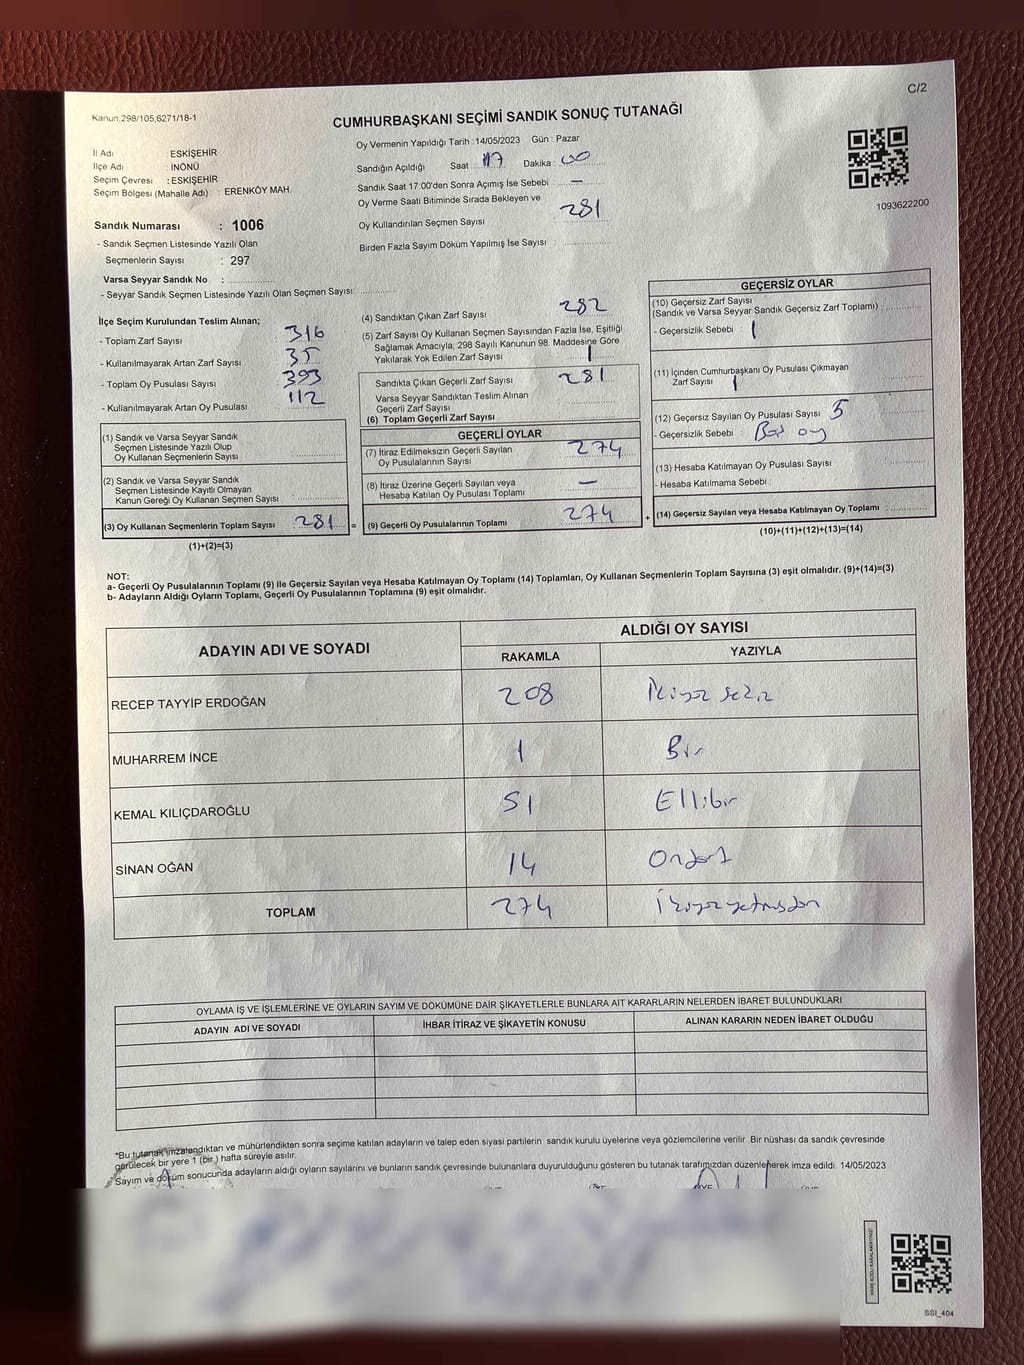 C/2
Kanun:298/105;6271/18-1
CUMHURBAŞKANI SEÇİMİ SANDIK SONUÇ TUTANAĞI
İl Adı : ESKİŞEHİR
İlçe Adı : İNÖNÜ
Seçim Çevresi : ESKİŞEHİR
Seçim Bölgesi (Mahalle Adı) : ERENKÖY MAH.
Oy Vermenin Yapıldığı Tarih : 14/05/2023 Gün : Pazar
Sandığın Açıldığı Saat 17 Dakika : 00
Sandık Saat 17:00'den Sonra Açımış İse Sebebi : —
Oy Verme Saati Bitiminde Sırada Bekleyen ve
Oy Kullandırılan Seçmen Sayısı : 281
Birden Fazla Sayım Döküm Yapılmış İse Sayısı :
1093622200
Sandık Numarası : 1006
- Sandık Seçmen Listesinde Yazılı Olan
Seçmenlerin Sayısı : 297
Varsa Seyyar Sandık No :
- Seyyar Sandık Seçmen Listesinde Yazılı Olan Seçmen Sayısı:
İlçe Seçim Kurulundan Teslim Alınan;
- Toplam Zarf Sayısı : 316
- Kullanılmayarak Artan Zarf Sayısı : 35
- Toplam Oy Pusulası Sayısı : 393
- Kullanılmayarak Artan Oy Pusulası : 112
(1) Sandık ve Varsa Seyyar Sandık
Seçmen Listesinde Yazılı Olup
Oy Kullanan Seçmenlerin Sayısı
(2) Sandık ve Varsa Seyyar Sandık
Seçmen Listesinde Kayıtlı Olmayan
Kanun Gereği Oy Kullanan Seçmen Sayısı :
(3) Oy Kullanan Seçmenlerin Toplam Sayısı : 281 =
(1)+(2)=(3)
(4) Sandıktan Çıkan Zarf Sayısı : 282
(5) Zarf Sayısı Oy Kullanan Seçmen Sayısından Fazla İse, Eşitliği
Sağlamak Amacıyla, 298 Sayılı Kanunun 98. Maddesine Göre
Yakılarak Yok Edilen Zarf Sayısı : 1
Sandıkta Çıkan Geçerli Zarf Sayısı : 281
Varsa Seyyar Sandıktan Teslim Alınan
Geçerli Zarf Sayısı
(6) Toplam Geçerli Zarf Sayısı
GEÇERLİ OYLAR
(7) İtiraz Edilmeksizin Geçerli Sayılan
Oy Pusulalarının Sayısı : 274
(8) İtiraz Üzerine Geçerli Sayılan veya
Hesaba Katılan Oy Pusulası Toplamı : —
(9) Geçerli Oy Pusulalarının Toplamı : 274 +
GEÇERSİZ OYLAR
(10) Geçersiz Zarf Sayısı
(Sandık ve Varsa Seyyar Sandık Geçersiz Zarf Toplamı) :
- Geçersizlik Sebebi : 1
(11) İçinden Cumhurbaşkanı Oy Pusulası Çıkmayan
Zarf Sayısı : 1
(12) Geçersiz Sayılan Oy Pusulası Sayısı : 5
- Geçersizlik Sebebi : Boş oy
(13) Hesaba Katılmayan Oy Pusulası Sayısı
- Hesaba Katılmama Sebebi :
(14) Geçersiz Sayılan veya Hesaba Katılmayan Oy Toplamı :
(10)+(11)+(12)+(13)=(14)
NOT:
a- Geçerli Oy Pusulalarının Toplamı (9) ile Geçersiz Sayılan veya Hesaba Katılmayan Oy Toplamı (14) Toplamları, Oy Kullanan Seçmenlerin Toplam Sayısına (3) eşit olmalıdır. (9)+(14)=(3)
b- Adayların Aldığı Oyların Toplamı, Geçerli Oy Pusulalarının Toplamına (9) eşit olmalıdır.
ADAYIN ADI VE SOYADI ALDIĞI OY SAYISI
RAKAMLA YAZIYLA
RECEP TAYYİP ERDOĞAN 208 İkiyüz sekiz
MUHARREM İNCE 1 Bir
KEMAL KILIÇDAROĞLU 51 Ellibir
SİNAN OĞAN 14 Ondört
TOPLAM 274 İkiyüzyetmişdört
OYLAMA İŞ VE İŞLEMLERİNE VE OYLARIN SAYIM VE DÖKÜMÜNE DAİR ŞİKAYETLERLE BUNLARA AİT KARARLARIN NELERDEN İBARET BULUNDUKLARI
ADAYIN ADI VE SOYADI İHBAR İTİRAZ VE ŞİKAYETİN KONUSU ALINAN KARARIN NEDEN İBARET OLDUĞU
*Bu tutanak imzalandıktan ve mühürlendikten sonra seçime katılan adayların ve talep eden siyasi partilerin sandık kurulu üyelerine veya gözlemcilerine verilir. Bir nüshası da sandık çevresinde
görülecek bir yere 1 (bir) hafta süreyle asılır.
Sayım ve döküm sonucunda adayların aldığı oyların sayılarını ve bunların sandık çevresinde bulunanlara duyurulduğunu gösteren bu tutanak tarafımızdan düzenlenerek imza edildi. 14/05/2023
SSI_404